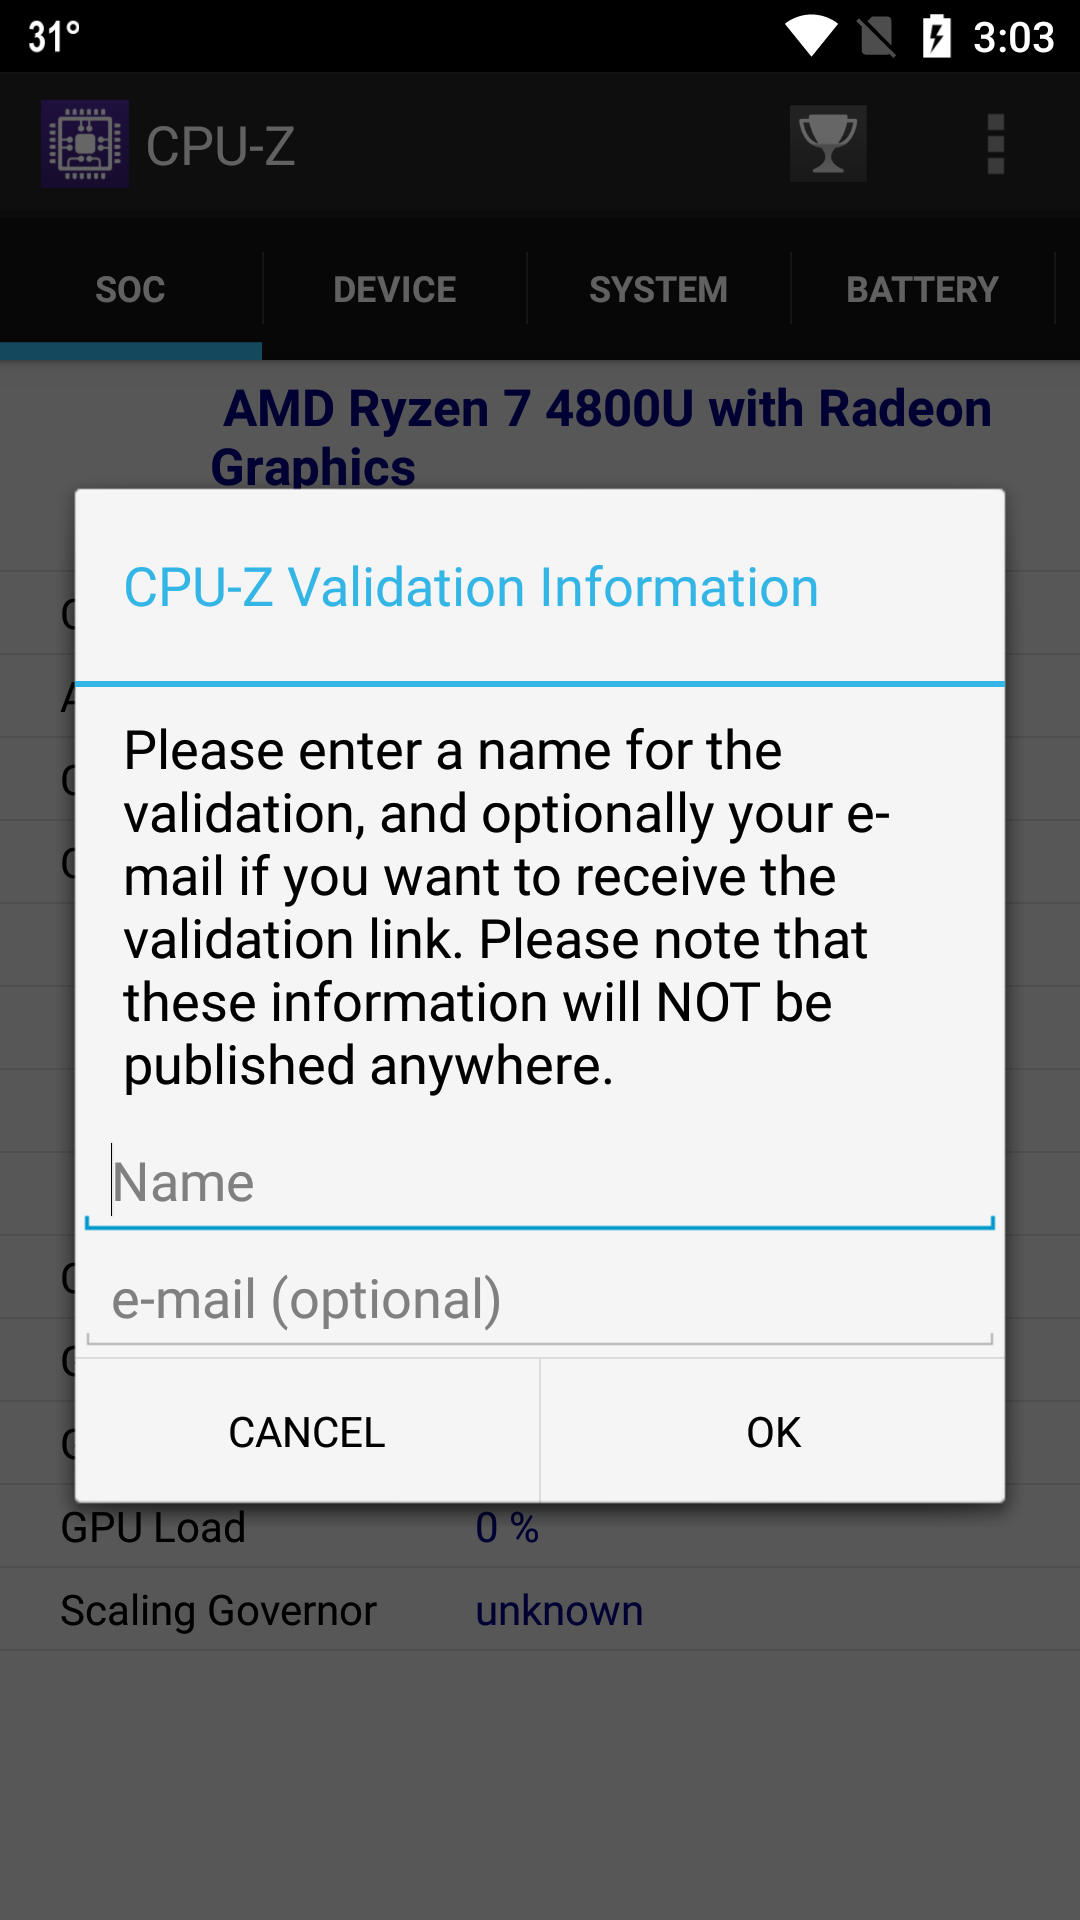 31°
3:03
CPU-Z
SOC
DEVICE
SYSTEM
BATTERY
AMD Ryzen 7 4800U with Radeon
Graphics
CPU-Z Validation Information
Please enter a name for the
validation, and optionally your e-
mail if you want to receive the
validation link. Please note that
these information will NOT be
published anywhere.
Name
e-mail (optional)
CANCEL
OK
GPU Load
0 %
Scaling Governor
unknown